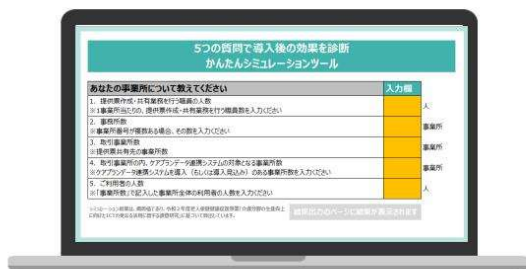 5つの質問で導入後の効果を診断
かんたんシミュレーションツール
あなたの事業所について教えてください 入力欄
1. 提供票作成・共有業務を行う職員の人数 人
※1事業所当たりの、提供票作成・共有業務を行う職員数を入力ください
2. 事務所数 事業所
※事業所番号が複数ある場合、その数を入力ください
3. 取引事業所数 事業所
※提供票共有先の事業所数
4. 取引事業所の内、ケアプランデータ連携システムの対象となる事業所数 事業所
※ケアプランデータ連携システムを導入（もしくは導入見込み）のある事業所数を入力ください
5. ご利用者の人数 人
※「事業所数」で記入した事業所全体の利用者の人数を入力ください